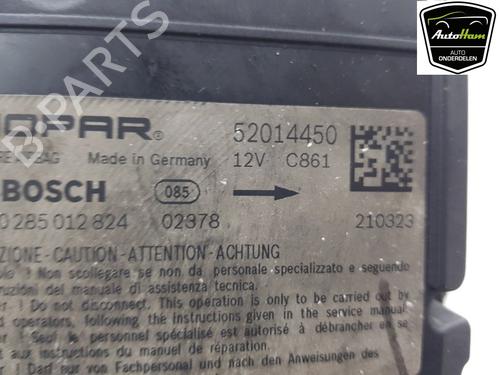 AutoHam
AUTO
ONDERDELEN
B-PARTS
52014450
Made in Germany 12V C861
BOSCH 085
0 285 012 824 02378 210323
ZIONE-CAUTION-ATTENTION-ACHTUNG
! Non scollegare se non da personale specializzato e seguendo
del manuale di assistenza tecnica.
! Do not disconnect. This operation is only to be carried out
operators, following the instructions given in the service manual
! Seul le personnel spécialisé est autorisé à débrancher en se
aux instructions du manuel de réparation.
! Darf nur von Fachpersonal und nach den Anweisungen des